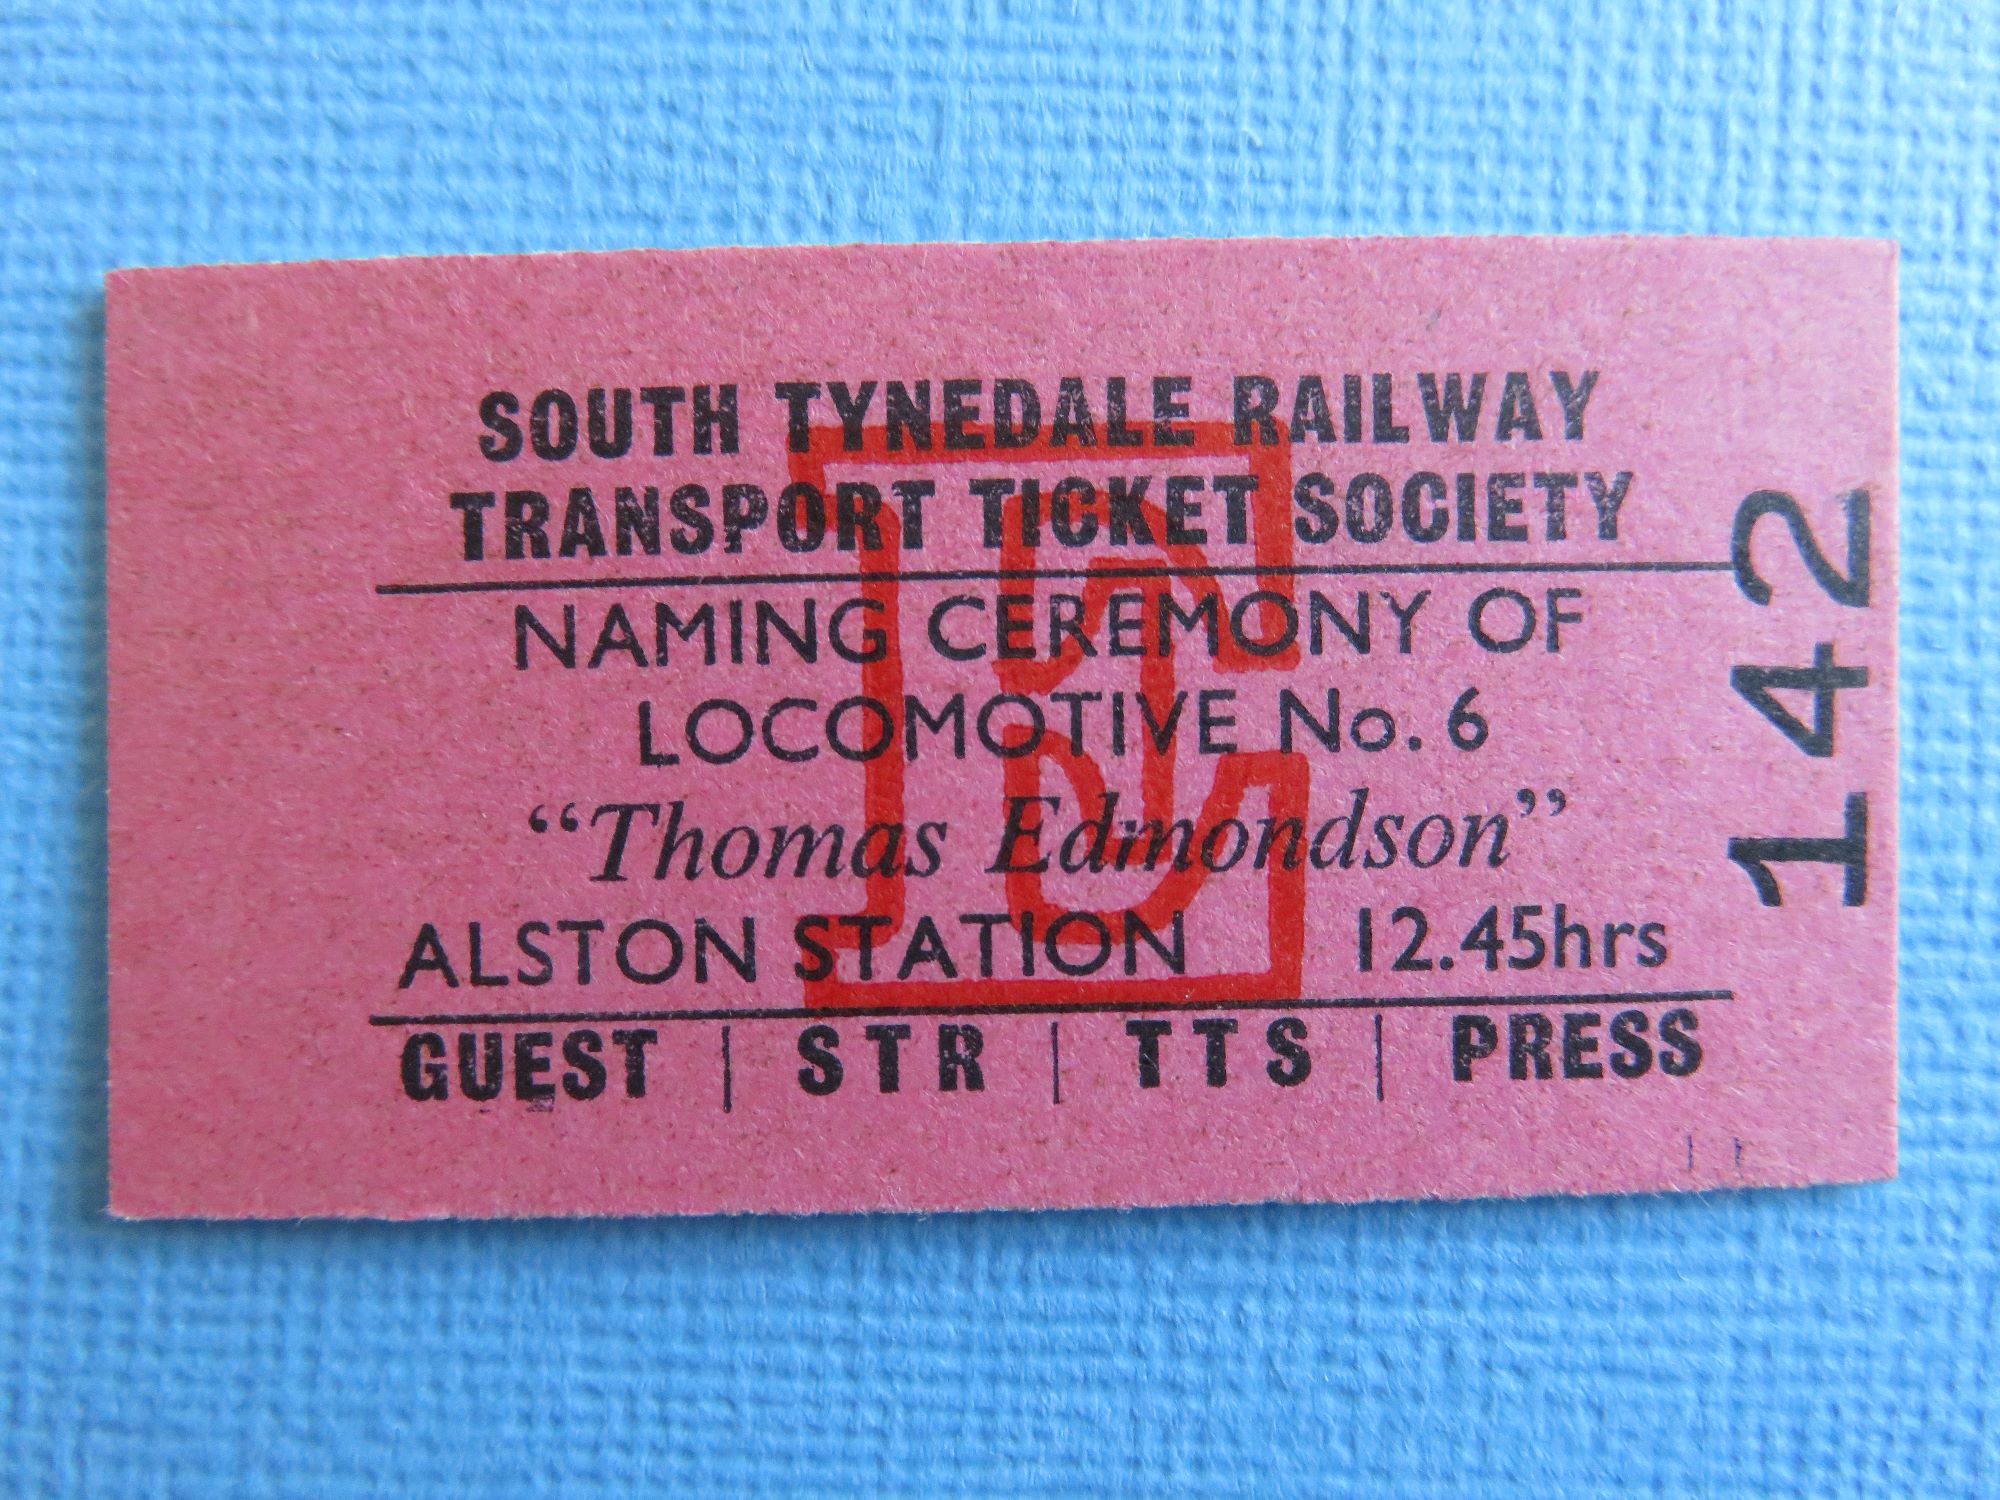 SOUTH TYNEDALE RAILWAY
TRANSPORT TICKET SOCIETY
NAMING CEREMONY OF
LOCOMOTIVE No. 6
“Thomas Edmondson”
ALSTON STATION 12.45hrs
GUEST | STR | TTS | PRESS
142
E